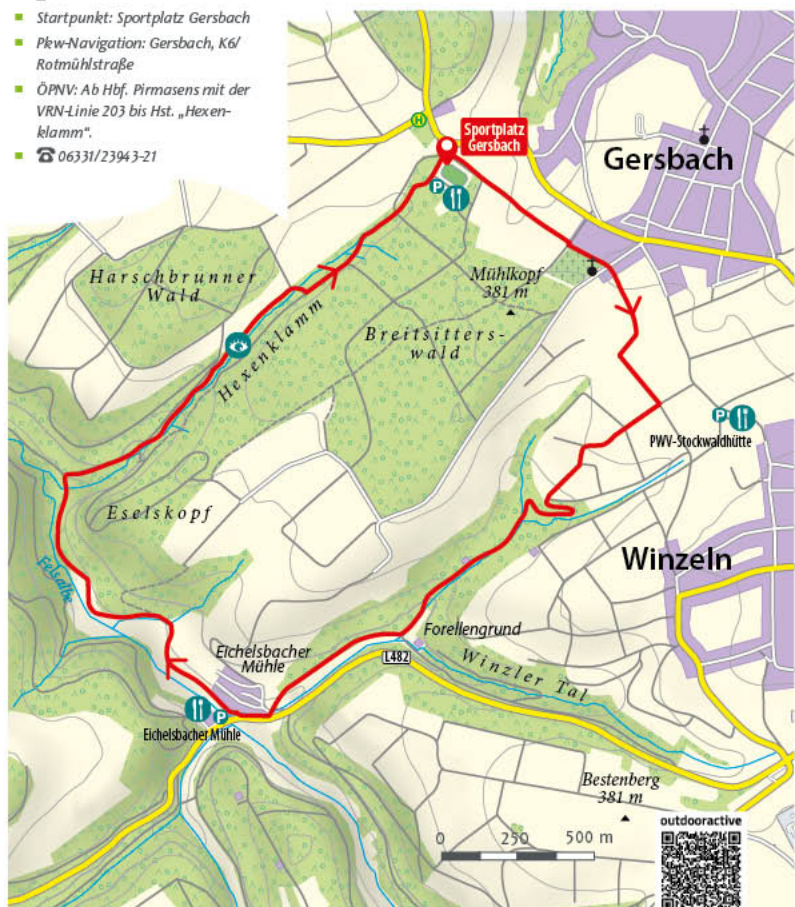 Startpunkt: Sportplatz Gersbach
Pkw-Navigation: Gersbach, K6/
Rotmühlstraße
ÖPNV: Ab Hbf. Pirmasens mit der
VRN-Linie 203 bis Hst. „Hexen-
klamm“.
☎ 06331/23943-21
H
Sportplatz
Gersbach
Gersbach
P
Harschbrunner
Wald
Mühlkopf
381 m
Hexenklamm
Breitsitters-
wald
P
PWV-Stockwaldhütte
Eselskopf
Winzeln
Felsalbe
Eichelsbacher
Mühle
Forellengrund
L482
Winzler Tal
P
Eichelsbacher Mühle
Bestenberg
381 m
0 250 500 m
outdooractive